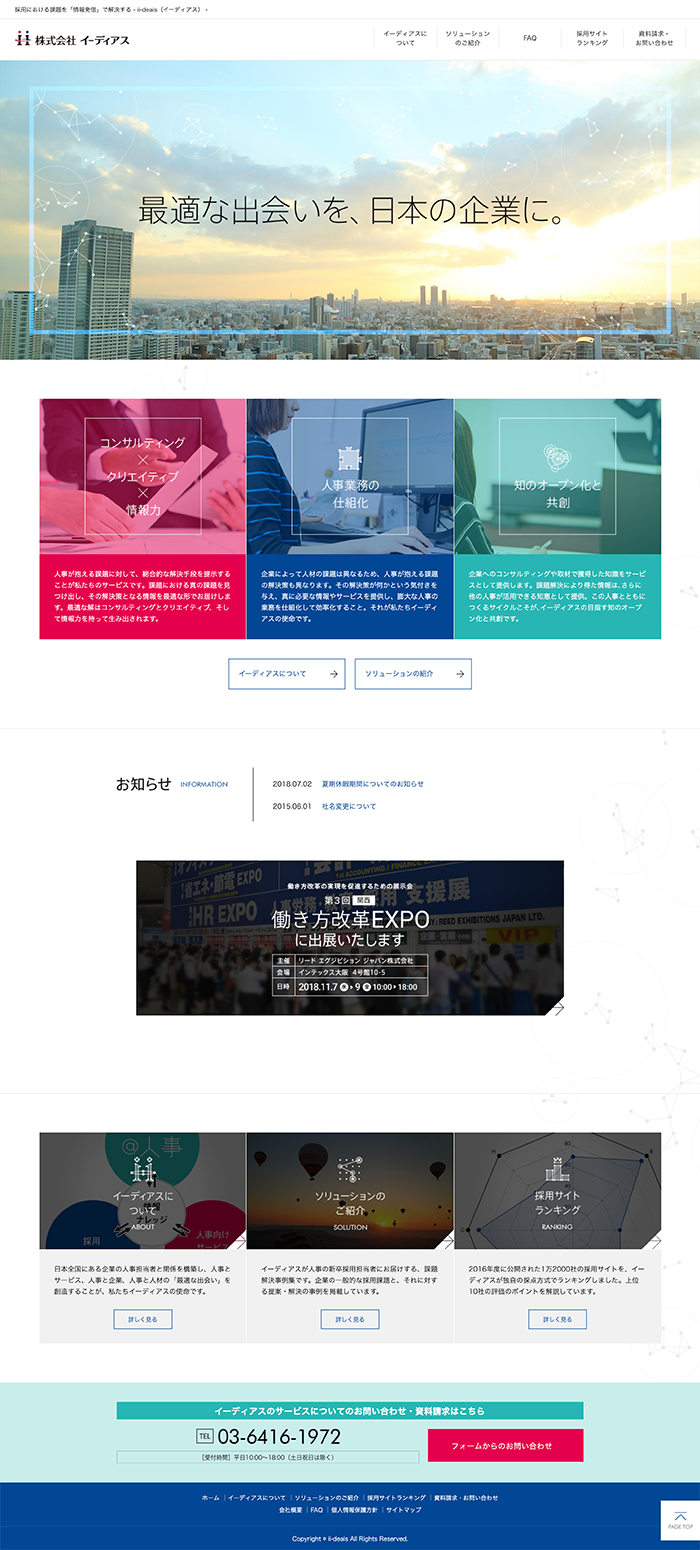 採用における課題を「情報発信」で解決する・ii-deais（イーディアス）・
株式会社 イーディアス
イーディアスに
ついて
ソリューション
のご紹介
FAQ
採用サイト
ランキング
資料請求・
お問い合わせ
最適な出会いを、日本の企業に。
コンサルティング
×
クリエイティブ
×
情報力
人事が抱える課題に対して、総合的な解決手段を提示する
ことが私たちのサービスです。課題における真の課題を見
つけ出し、その解決策となる情報を最適な形でお届けしま
す。最適な解はコンサルティングとクリエイティブ、そし
て情報力を持って生み出されます。
人事業務の
仕組化
企業によって人材の課題は異なるため、人事が抱える課題
の解決策も異なります。その解決策が何かという気付きを
与え、真に必要な情報やサービスを提供し、膨大な人事の
業務を仕組化して効率化すること。それが私たちイーディ
アスの使命です。
知のオープン化と
共創
企業へのコンサルティングや取材で獲得した知識をサービ
スとして提供します。課題解決により得た情報は、さらに
他の人事が活用できる知恵として提供。この人事とともに
つくるサイクルこそが、イーディアスの目指す知のオープ
ン化と共創です。
イーディアスについて
ソリューションの紹介
お知らせ INFORMATION
2018.07.02 夏期休暇期間についてのお知らせ
2015.06.01 社名変更について
省エネ・節電 EXPO
1st ACCOUNTING / FINANCE EXPO
HR EXPO
支援展
BY: REED EXHIBITIONS JAPAN LTD.
VIP
働き方改革の実現を促進するための展示会
第3回 関西
働き方改革EXPO
に出展いたします
主催 リード エグジビション ジャパン株式会社
会場 インテックス大阪 4号館10-5
日時 2018.11.7 水 ▶ 9 金 10:00 ▶ 18:00
@人事
採用
ナレッジ
人事向け
サービス
イーディアスに
ついて
ABOUT
日本全国にある企業の人事担当者と関係を構築し、人事と
サービス、人事と企業、人事と人材の「最適な出会い」を
創造することが、私たちイーディアスの使命です。
詳しく見る
ソリューションの
ご紹介
SOLUTION
イーディアスが人事の新卒採用担当者にお届けする、課題
解決事例集です。企業の一般的な採用課題と、それに対す
る提案・解決の事例を掲載しています。
詳しく見る
80
60
採用サイト
ランキング
RANKING
2016年度に公開された1万2000社の採用サイトを、イー
ディアスが独自の採点方式でランキングしました。上位
10社の評価のポイントを解説しています。
詳しく見る
イーディアスのサービスについてのお問い合わせ・資料請求はこちら
TEL 03-6416-1972
［受付時間］平日10:00〜18:00（土日祝日は除く）
フォームからのお問い合わせ
ホーム｜イーディアスについて｜ソリューションのご紹介｜採用サイトランキング｜資料請求・お問い合わせ
会社概要｜FAQ｜個人情報保護方針｜サイトマップ
PAGE TOP
Copyright © ii-deais All Rights Reserved.